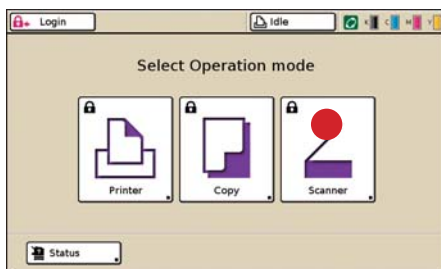 Login
Idle
K C M Y
Select Operation mode
Printer
Copy
Scanner
Status